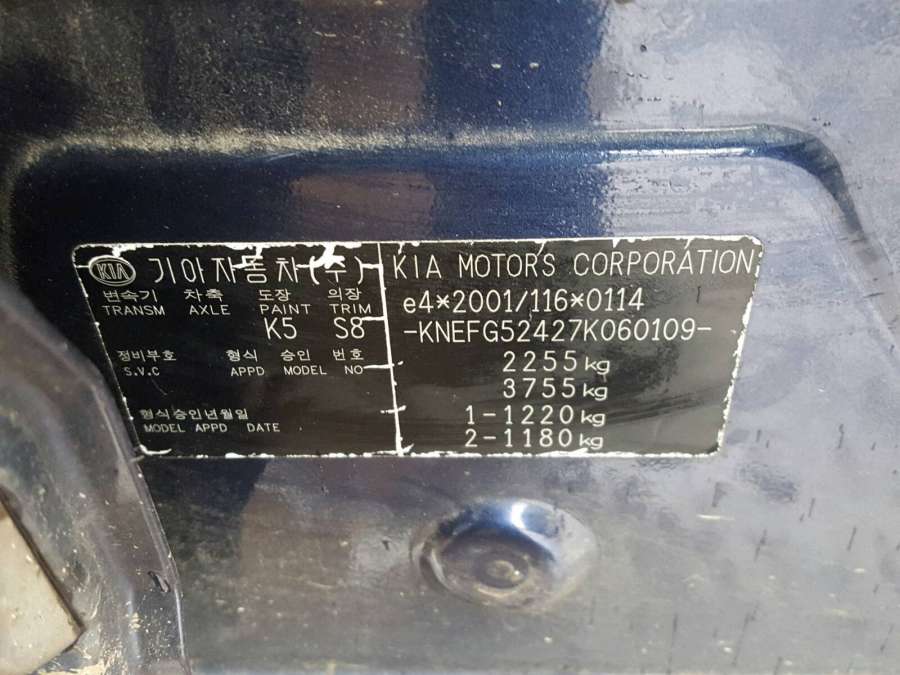 KIA 기아자동차(주)
변속기 차축 도장 의장
TRANSM AXLE PAINT TRIM
K5 S8
정비부호 형식 승인 번호
S.V.C APPD MODEL NO
형식승인년월일
MODEL APPD DATE
KIA MOTORS CORPORATION
e4*2001/116*0114
-KNEFG52427K060109-
2255kg
3755kg
1-1220kg
2-1180kg